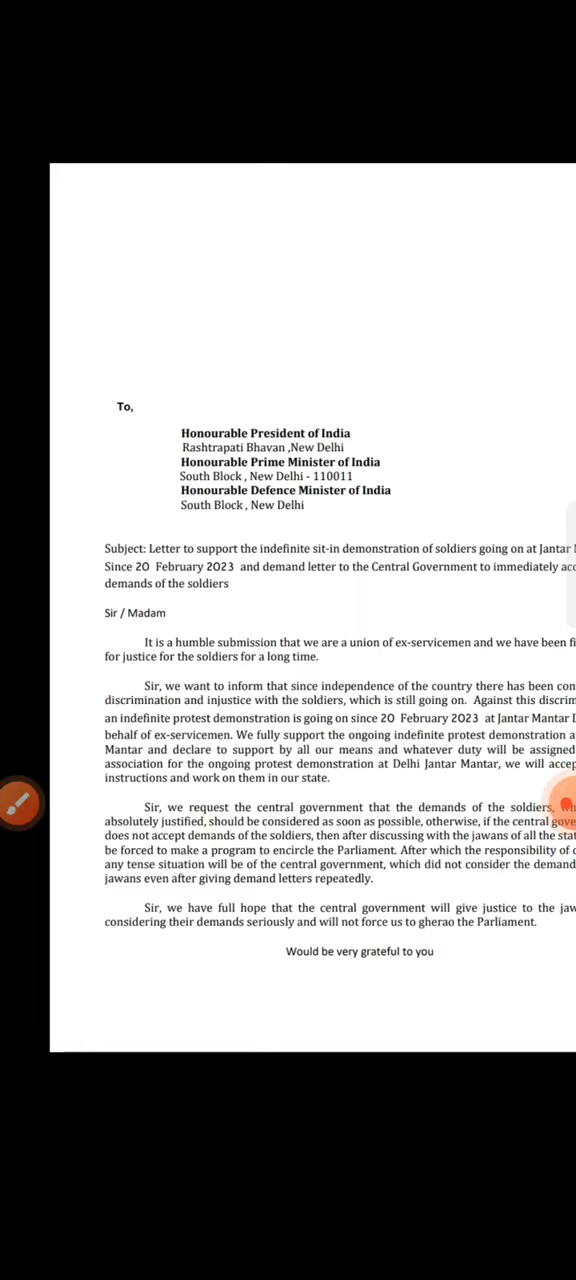 To,
Honourable President of India
Rashtrapati Bhavan ,New Delhi
Honourable Prime Minister of India
South Block , New Delhi - 110011
Honourable Defence Minister of India
South Block , New Delhi
Subject: Letter to support the indefinite sit-in demonstration of soldiers going on at Jantar
Since 20 February 2023 and demand letter to the Central Government to immediately
demands of the soldiers
Sir / Madam
It is a humble submission that we are a union of ex-servicemen and we have been
for justice for the soldiers for a long time.
Sir, we want to inform that since independence of the country there has been
discrimination and injustice with the soldiers, which is still going on. Against this
an indefinite protest demonstration is going on since 20 February 2023 at Jantar Mantar
behalf of ex-servicemen. We fully support the ongoing indefinite protest demonstration
Mantar and declare to support by all our means and whatever duty will be assigned
association for the ongoing protest demonstration at Delhi Jantar Mantar, we will
instructions and work on them in our state.
Sir, we request the central government that the demands of the soldiers,
absolutely justified, should be considered as soon as possible, otherwise, if the central
does not accept demands of the soldiers, then after discussing with the jawans of all the
be forced to make a program to encircle the Parliament. After which the responsibility of
any tense situation will be of the central government, which did not consider the
jawans even after giving demand letters repeatedly.
Sir, we have full hope that the central government will give justice to the
considering their demands seriously and will not force us to gherao the Parliament.
Would be very grateful to you